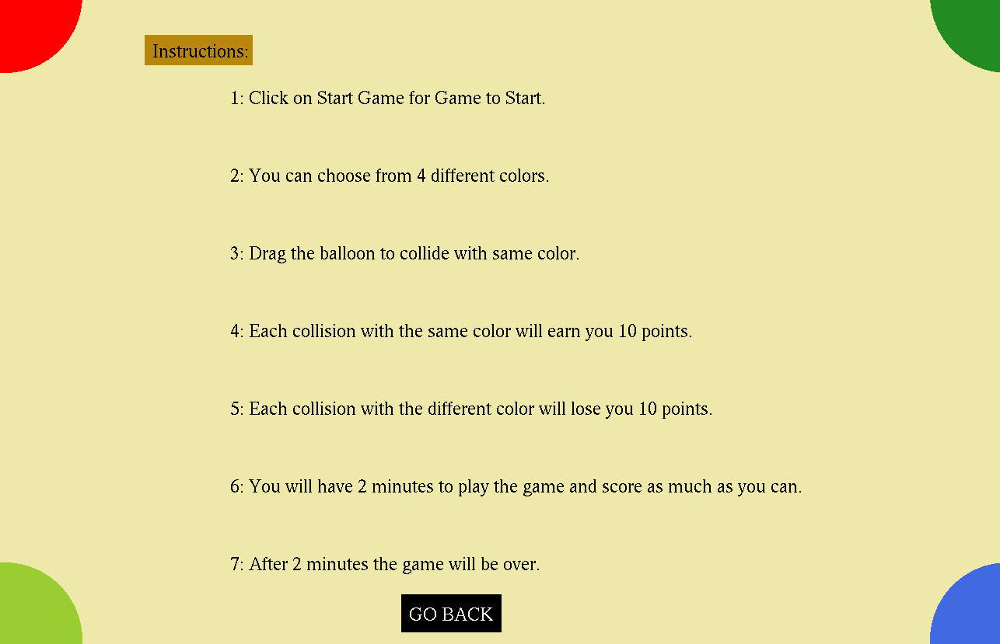 Instructions:
1: Click on Start Game for Game to Start.
2: You can choose from 4 different colors.
3: Drag the balloon to collide with same color.
4: Each collision with the same color will earn you 10 points.
5: Each collision with the different color will lose you 10 points.
6: You will have 2 minutes to play the game and score as much as you can.
7: After 2 minutes the game will be over.
GO BACK